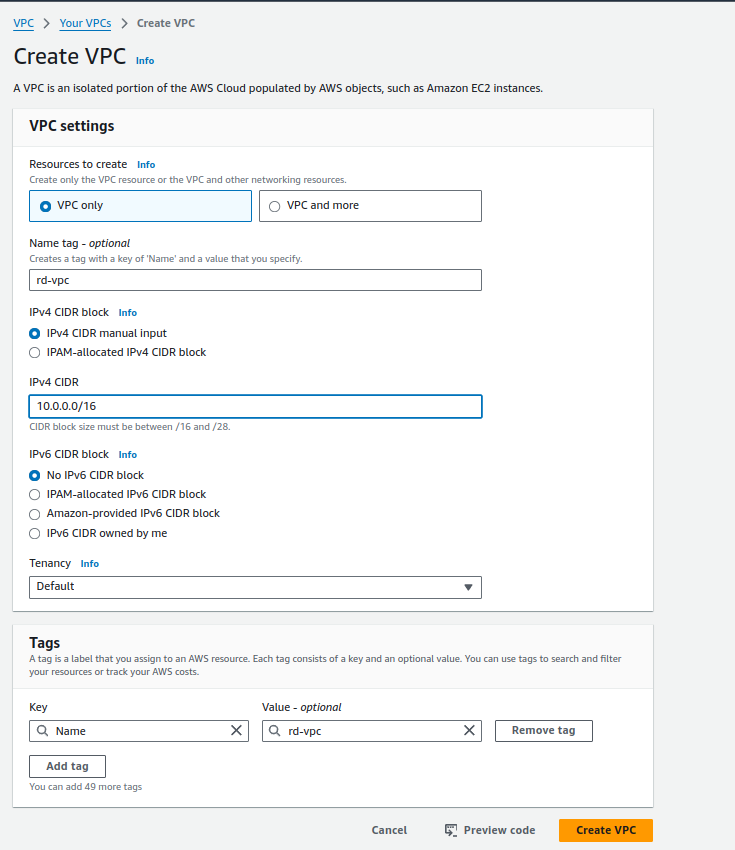 VPC > Your VPCs > Create VPC
Create VPC Info
A VPC is an isolated portion of the AWS Cloud populated by AWS objects, such as Amazon EC2 instances.
VPC settings
Resources to create Info
Create only the VPC resource or the VPC and other networking resources.
VPC only
VPC and more
Name tag - optional
Creates a tag with a key of 'Name' and a value that you specify.
rd-vpc
IPv4 CIDR block Info
IPv4 CIDR manual input
IPAM-allocated IPv4 CIDR block
IPv4 CIDR
10.0.0.0/16
CIDR block size must be between /16 and /28.
IPv6 CIDR block Info
No IPv6 CIDR block
IPAM-allocated IPv6 CIDR block
Amazon-provided IPv6 CIDR block
IPv6 CIDR owned by me
Tenancy Info
Default
Tags
A tag is a label that you assign to an AWS resource. Each tag consists of a key and an optional value. You can use tags to search and filter
your resources or track your AWS costs.
Key
Value - optional
Name
rd-vpc
Remove tag
Add tag
You can add 49 more tags
Cancel
Preview code
Create VPC